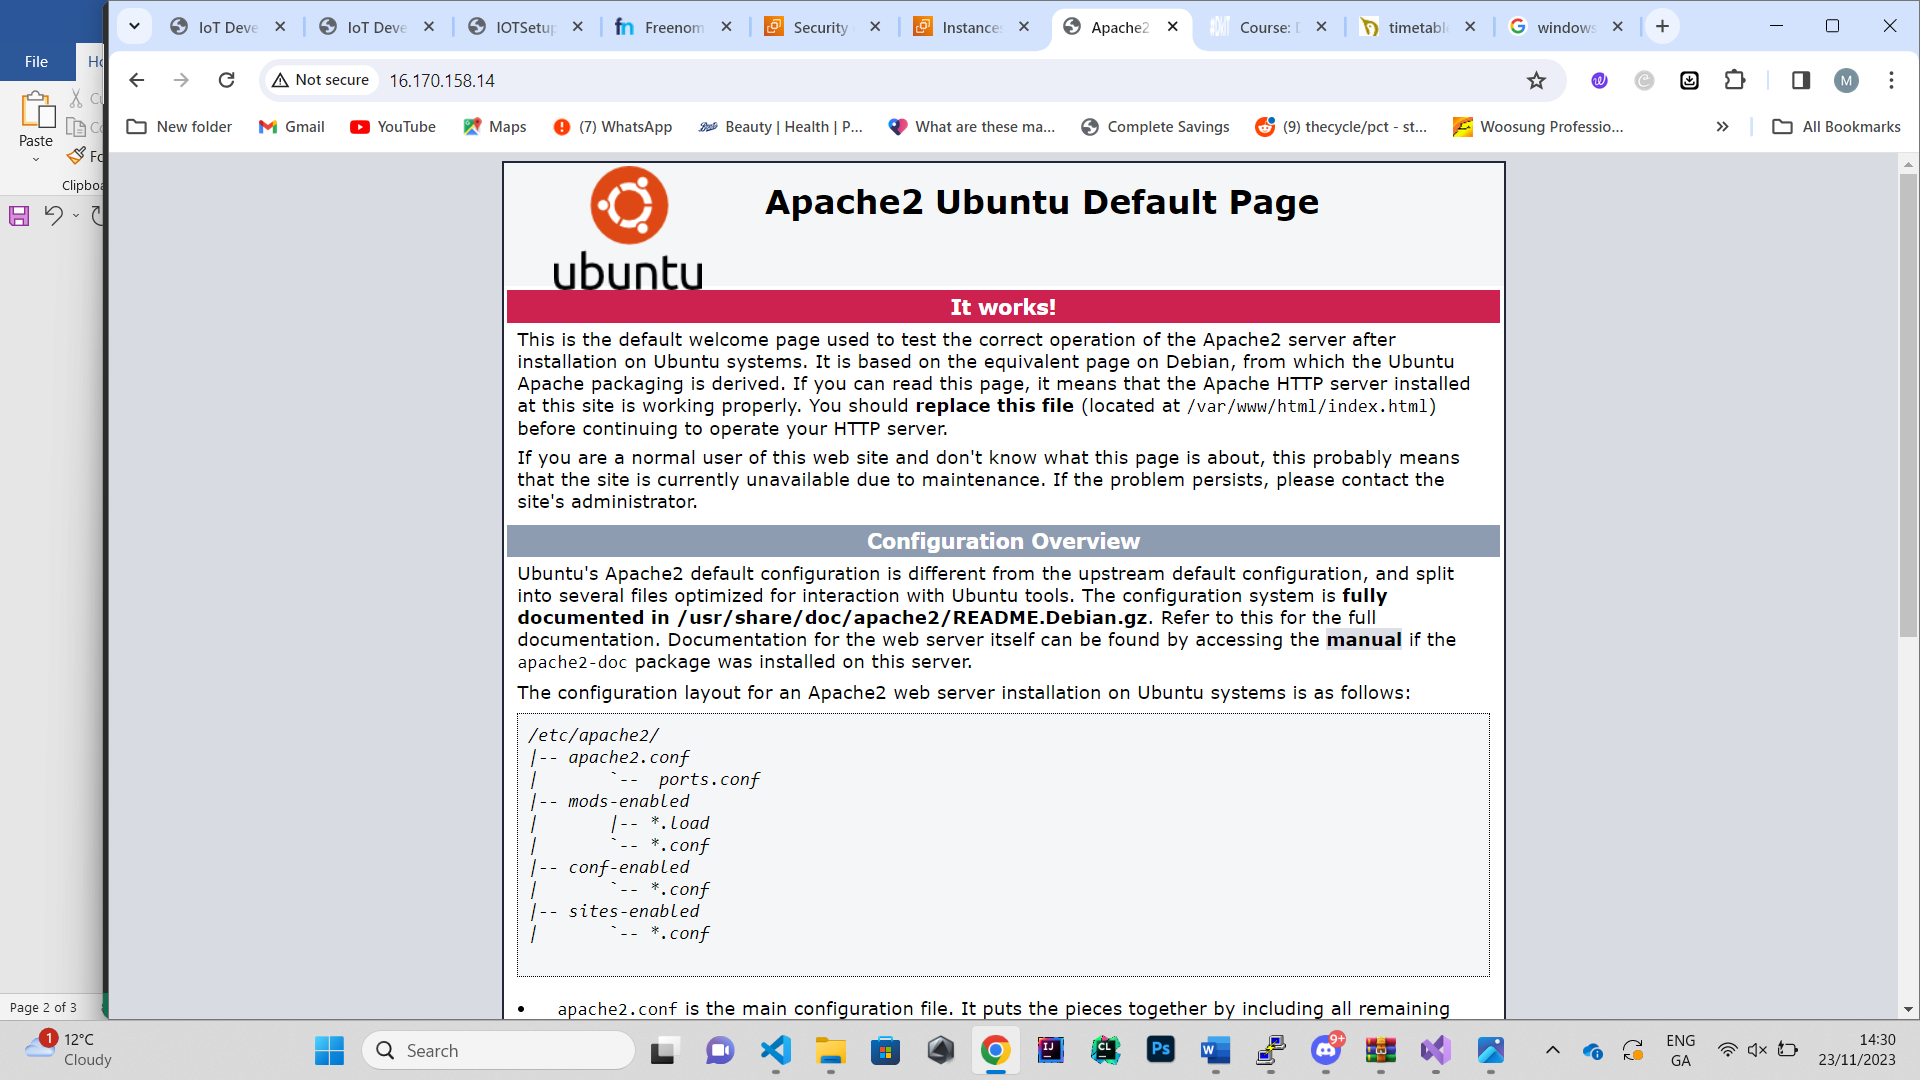 File
Ho
Paste
Cu
Co
Fo
Clipboa
Page 2 of 3
IoT Deve
IoT Deve
IOTSetup
Freenom
Security
Instances
Apache2
Course: D
timetable
windows
Not secure
16.170.158.14
M
New folder
Gmail
YouTube
Maps
(7) WhatsApp
Beauty | Health | P...
What are these ma...
Complete Savings
(9) thecycle/pct - st...
Woosung Professio...
All Bookmarks
ubuntu
Apache2 Ubuntu Default Page
It works!
This is the default welcome page used to test the correct operation of the Apache2 server after
installation on Ubuntu systems. It is based on the equivalent page on Debian, from which the Ubuntu
Apache packaging is derived. If you can read this page, it means that the Apache HTTP server installed
at this site is working properly. You should replace this file (located at /var/www/html/index.html)
before continuing to operate your HTTP server.
If you are a normal user of this web site and don't know what this page is about, this probably means
that the site is currently unavailable due to maintenance. If the problem persists, please contact the
site's administrator.
Configuration Overview
Ubuntu's Apache2 default configuration is different from the upstream default configuration, and split
into several files optimized for interaction with Ubuntu tools. The configuration system is fully
documented in /usr/share/doc/apache2/README.Debian.gz. Refer to this for the full
documentation. Documentation for the web server itself can be found by accessing the manual if the
apache2-doc package was installed on this server.
The configuration layout for an Apache2 web server installation on Ubuntu systems is as follows:
/etc/apache2/
|-- apache2.conf
|       `--  ports.conf
|-- mods-enabled
|       |-- *.load
|       `-- *.conf
|-- conf-enabled
|       `-- *.conf
|-- sites-enabled
|       `-- *.conf
• apache2.conf is the main configuration file. It puts the pieces together by including all remaining
1
12°C
Cloudy
Search
IJ
CL
Ps
W
9+
ENG
GA
14:30
23/11/2023